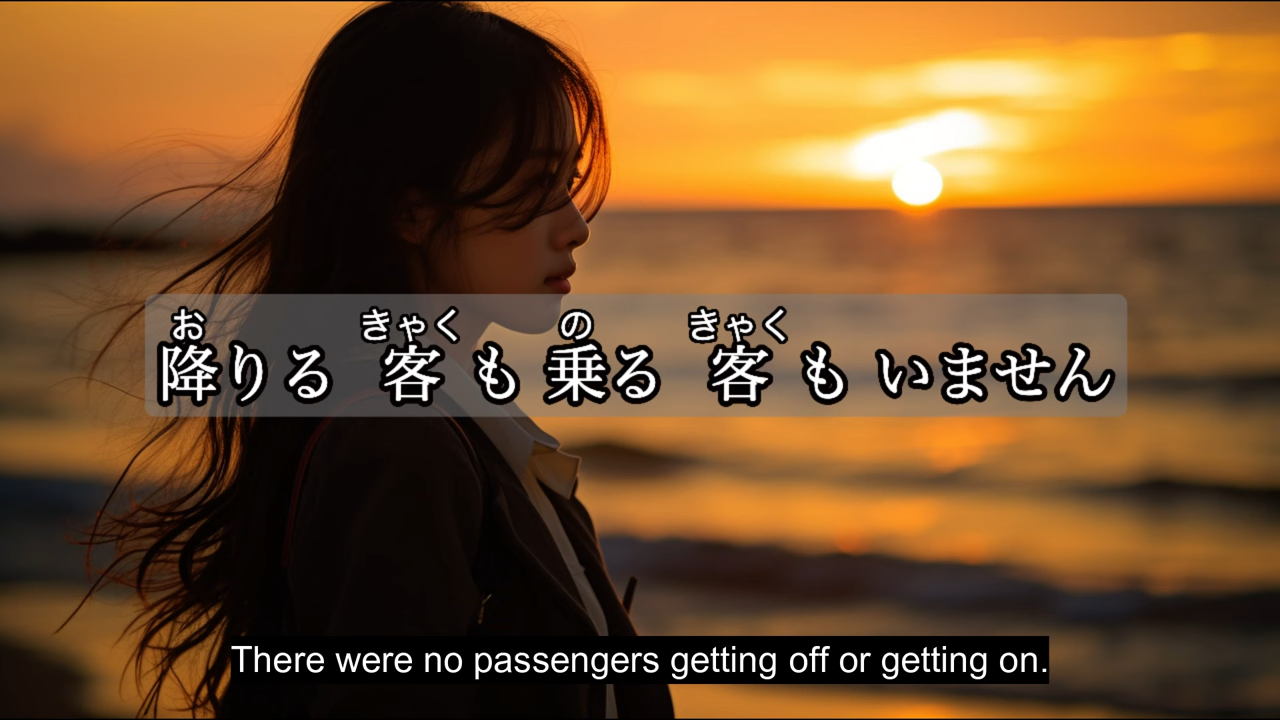 お きゃく の きゃく
降りる 客 も 乗る 客 も いません
There were no passengers getting off or getting on.